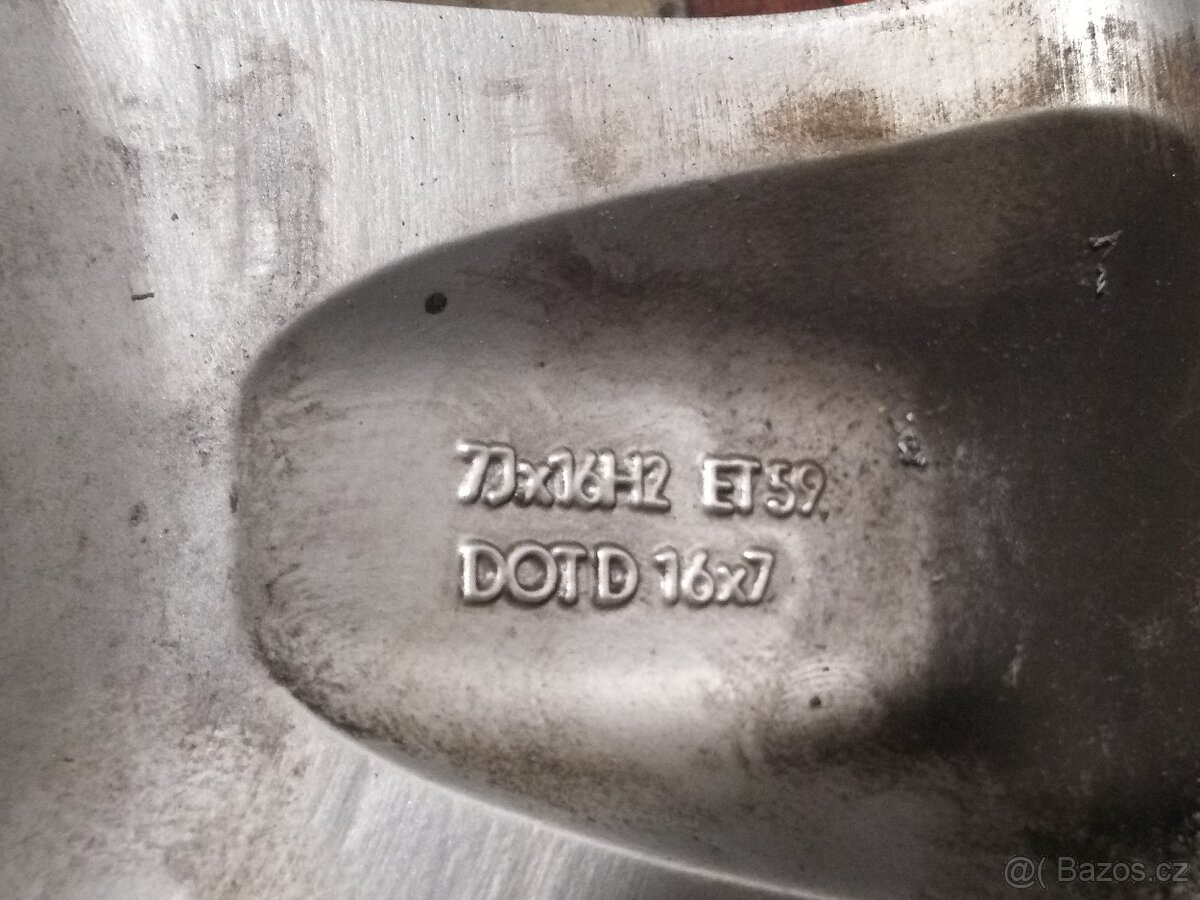 7Jx16H2 ET59
DOT D 16x7
@( Bazos.cz